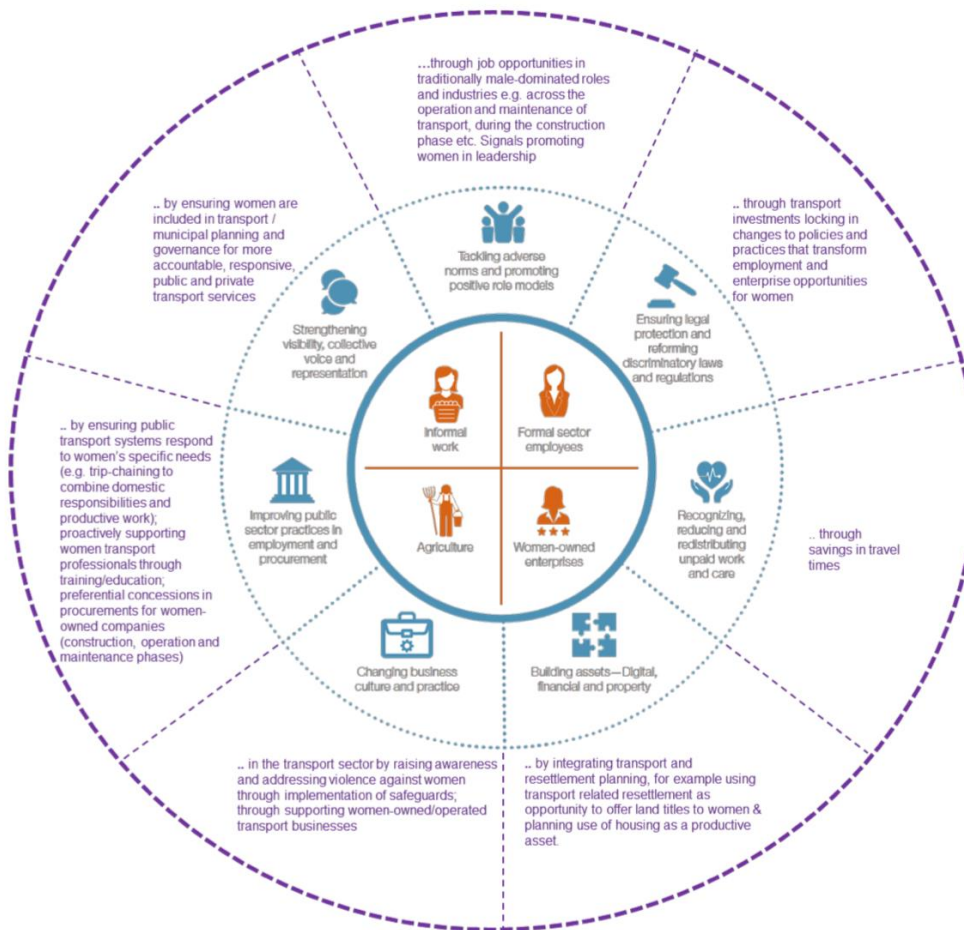 …through job opportunities in
traditionally male-dominated roles
and industries e.g. across the
operation and maintenance of
transport, during the construction
phase etc. Signals promoting
women in leadership
.. by ensuring women are
included in transport /
municipal planning and
governance for more
accountable, responsive,
public and private
transport services
.. through transport
investments locking in
changes to policies and
practices that transform
employment and
enterprise opportunities
for women
Tackling adverse
norms and promoting
positive role models
Strengthening
visibility, collective
voice and
representation
Ensuring legal
protection and
reforming
discriminatory laws
and regulations
Informal
work
Formal sector
employees
.. by ensuring public
transport systems respond
to women's specific needs
(e.g. trip-chaining to
combine domestic
responsibilities and
productive work);
proactively supporting
women transport
professionals through
training/education;
preferential concessions in
procurements for women-
owned companies
(construction, operation and
maintenance phases)
Improving public
sector practices in
employment and
procurement
Agriculture
Women-owned
enterprises
Recognizing,
reducing and
redistributing
unpaid work
and care
.. through
savings in travel
times
Changing business
culture and practice
Building assets—Digital,
financial and property
.. in the transport sector by raising awareness
and addressing violence against women
through implementation of safeguards;
through supporting women-owned/operated
transport businesses
.. by integrating transport and
resettlement planning, for example using
transport related resettlement as
opportunity to offer land titles to women &
planning use of housing as a productive
asset.